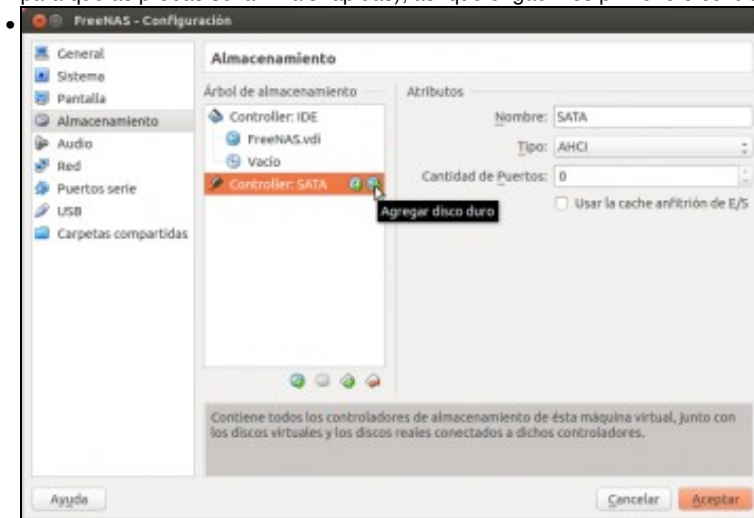 FreeNAS - Configuración
General
Sistema
Pantalla
Almacenamiento
Audio
Red
Puertos serie
USB
Carpetas compartidas
Almacenamiento
Árbol de almacenamiento
Controller: IDE
FreeNAS.vdi
Vacío
Controller: SATA
Agregar disco duro
Atributos
Nombre: SATA
Tipo: AHCI
Cantidad de Puertos: 0
Usar la cache anfitrión de E/S
Contiene todos los controladores de almacenamiento de ésta máquina virtual, junto con
los discos virtuales y los discos reales conectados a dichos controladores.
Ayuda
Cancelar
Aceptar